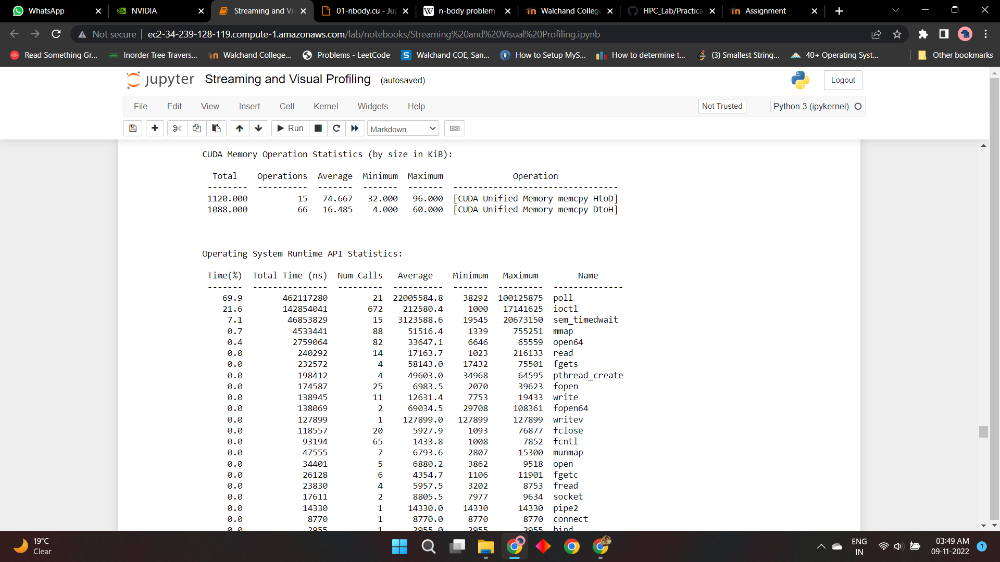 WhatsApp
NVIDIA
Streaming and Vi
01-nbody.cu - Ju
n-body problem
Walchand College
HPC_Lab/Practica
Assignment
Not secure ec2-34-239-128-119.compute-1.amazonaws.com/lab/notebooks/Streaming%20and%20Visual%20Profiling.ipynb
Read Something Gr... Inorder Tree Travers... Walchand College... Problems - LeetCode Walchand COE, San... How to Setup MyS... How to determine t... (3) Smallest String... 40+ Operating Syst... Other bookmarks
jupyter Streaming and Visual Profiling (autosaved) Logout
File Edit View Insert Cell Kernel Widgets Help Not Trusted Python 3 (ipykernel)
Run Markdown
CUDA Memory Operation Statistics (by size in KiB):
Total Operations Average Minimum Maximum Operation
-------- ---------- ------- ------- ------- ---------------------------------
1120.000 15 74.667 32.000 96.000 [CUDA Unified Memory memcpy HtoD]
1088.000 66 16.485 4.000 60.000 [CUDA Unified Memory memcpy DtoH]
Operating System Runtime API Statistics:
Time(%) Total Time (ns) Num Calls Average Minimum Maximum Name
------- --------------- --------- ---------- ------- --------- --------------
69.9 462117280 21 22005584.8 38292 100125875 poll
21.6 142854041 672 212580.4 1000 17141625 ioctl
7.1 46853829 15 3123588.6 19545 20673150 sem_timedwait
0.7 4533441 88 51516.4 1339 755251 mmap
0.4 2759064 82 33647.1 6646 65559 open64
0.0 240292 14 17163.7 1023 216133 read
0.0 232572 4 58143.0 17432 75501 fgets
0.0 198412 4 49603.0 34968 64595 pthread_create
0.0 174587 25 6983.5 2070 39623 fopen
0.0 138945 11 12631.4 7753 19433 write
0.0 138069 2 69034.5 29708 108361 fopen64
0.0 127899 1 127899.0 127899 127899 writev
0.0 118557 20 5927.9 1093 76877 fclose
0.0 93194 65 1433.8 1008 7852 fcntl
0.0 47555 7 6793.6 2807 15300 munmap
0.0 34401 5 6880.2 3862 9518 open
0.0 26128 6 4354.7 1106 11901 fgetc
0.0 23830 4 5957.5 3202 8753 fread
0.0 17611 2 8805.5 7977 9634 socket
0.0 14330 1 14330.0 14330 14330 pipe2
0.0 8770 1 8770.0 8770 8770 connect
0.0 2955 1 2955.0 2955 2955 bind
19°C
Clear
ENG
IN
03:49 AM
09-11-2022
1